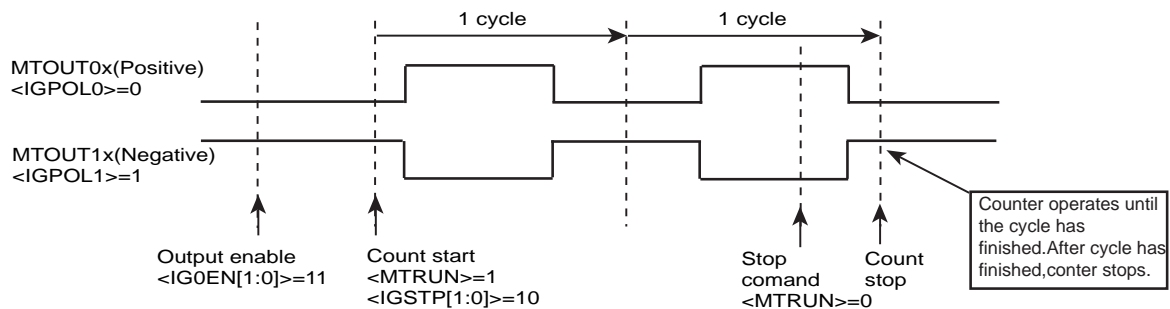 1 cycle
1 cycle
MTOUT0x(Positive)
<IGPOL0>=0
MTOUT1x(Negative)
<IGPOL1>=1
Output enable
<IG0EN[1:0]>=11
Count start
<MTRUN>=1
<IGSTP[1:0]>=10
Stop
comand
<MTRUN>=0
Count
stop
Counter operates until
the cycle has
finished.After cycle has
finished,conter stops.